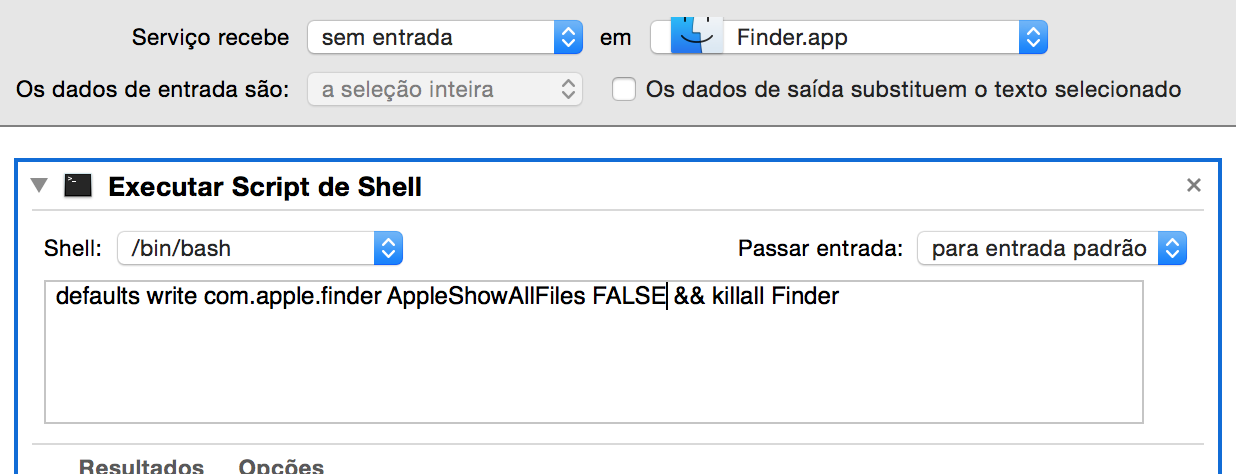 Serviço recebe sem entrada em Finder.app
Os dados de entrada são: a seleção inteira Os dados de saída substituem o texto selecionado
Executar Script de Shell
Shell: /bin/bash Passar entrada: para entrada padrão
defaults write com.apple.finder AppleShowAllFiles FALSE && killall Finder
Resultados Opções